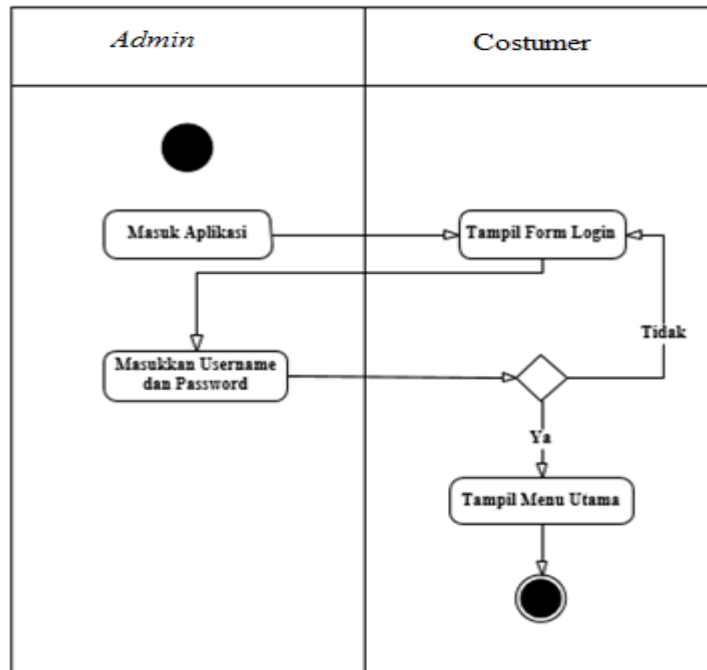 Admin
Costumer
Masuk Aplikasi
Tampil Form Login
Tidak
Masukkan Username
dan Password
Ya
Tampil Menu Utama